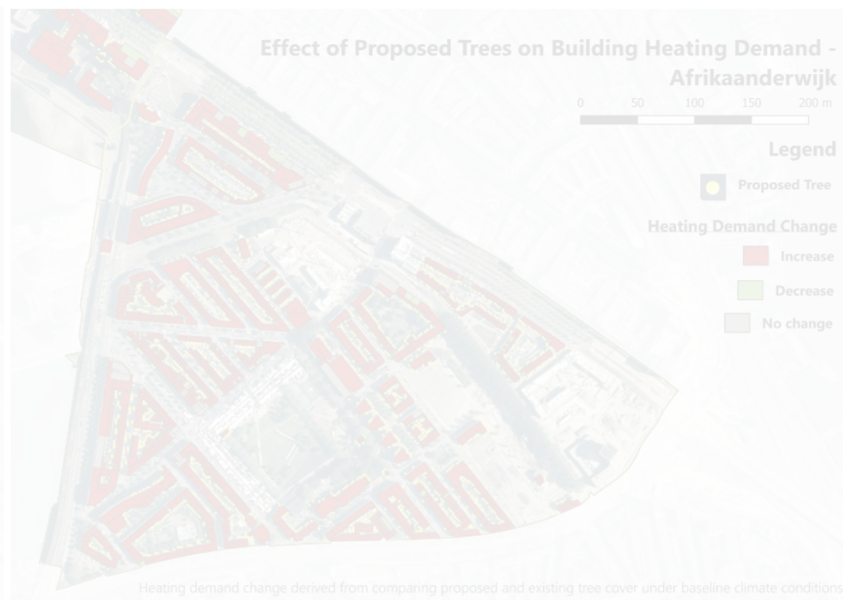 Effect of Proposed Trees on Building Heating Demand -
Afrikaanderwijk
0 50 100 150 200 m
Legend
Proposed Tree
Heating Demand Change
Increase
Decrease
No change
Heating demand change derived from comparing proposed and existing tree cover under baseline climate conditions